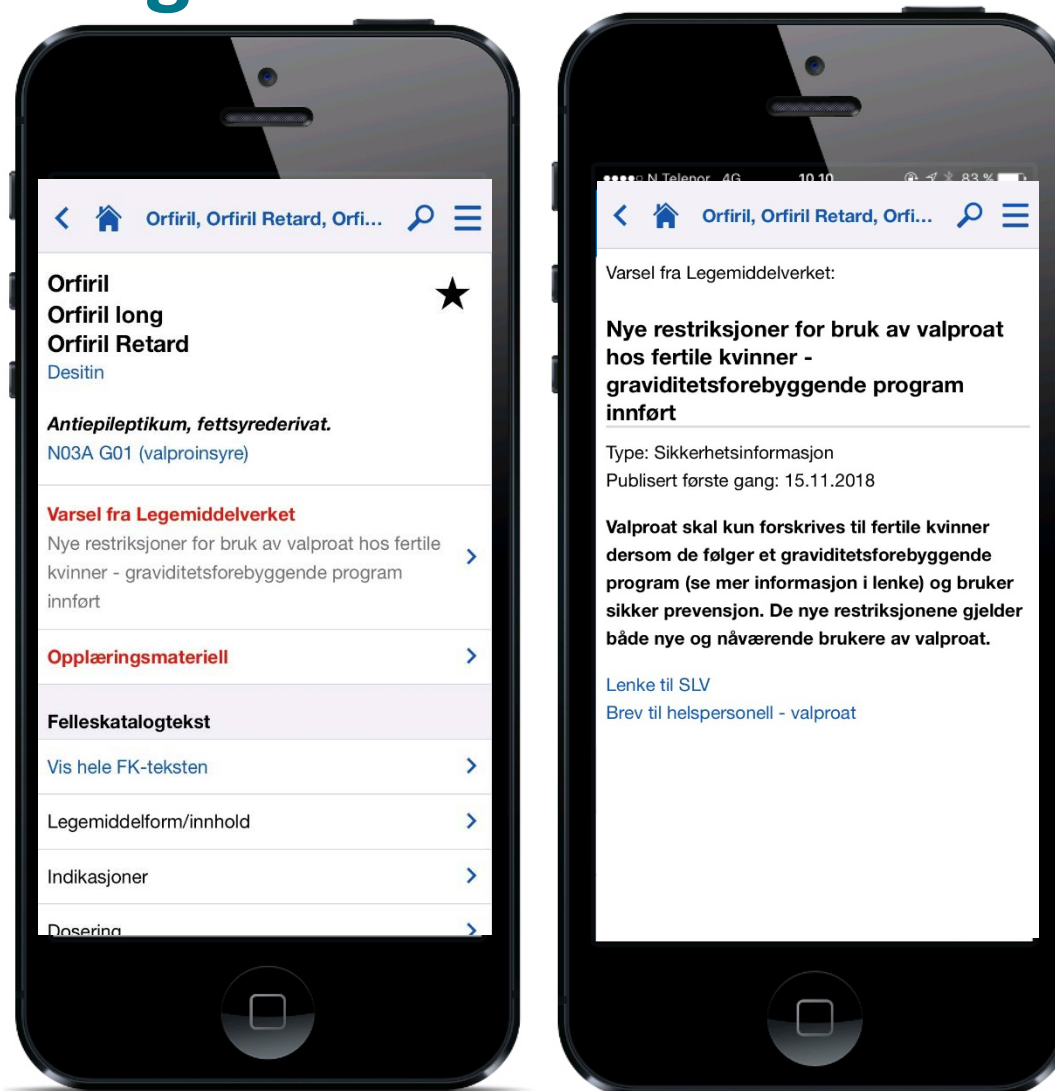 Orfiril, Orfiril Retard, Orfi...
Orfiril
Orfiril long
Orfiril Retard
Desitin
Antiepileptikum, fettsyrederivat.
N03A G01 (valproinsyre)
Varsel fra Legemiddelverket
Nye restriksjoner for bruk av valproat hos fertile
kvinner - graviditetsforebyggende program
innført
Opplæringsmateriell
Felleskatalogtekst
Vis hele FK-teksten
Legemiddelform/innhold
Indikasjoner
Dosering
N Telenor 4G 10.10 83 %
Orfiril, Orfiril Retard, Orfi...
Varsel fra Legemiddelverket:
Nye restriksjoner for bruk av valproat
hos fertile kvinner -
graviditetsforebyggende program
innført
Type: Sikkerhetsinformasjon
Publisert første gang: 15.11.2018
Valproat skal kun forskrives til fertile kvinner
dersom de følger et graviditetsforebyggende
program (se mer informasjon i lenke) og bruker
sikker prevensjon. De nye restriksjonene gjelder
både nye og nåværende brukere av valproat.
Lenke til SLV
Brev til helspersonell - valproat